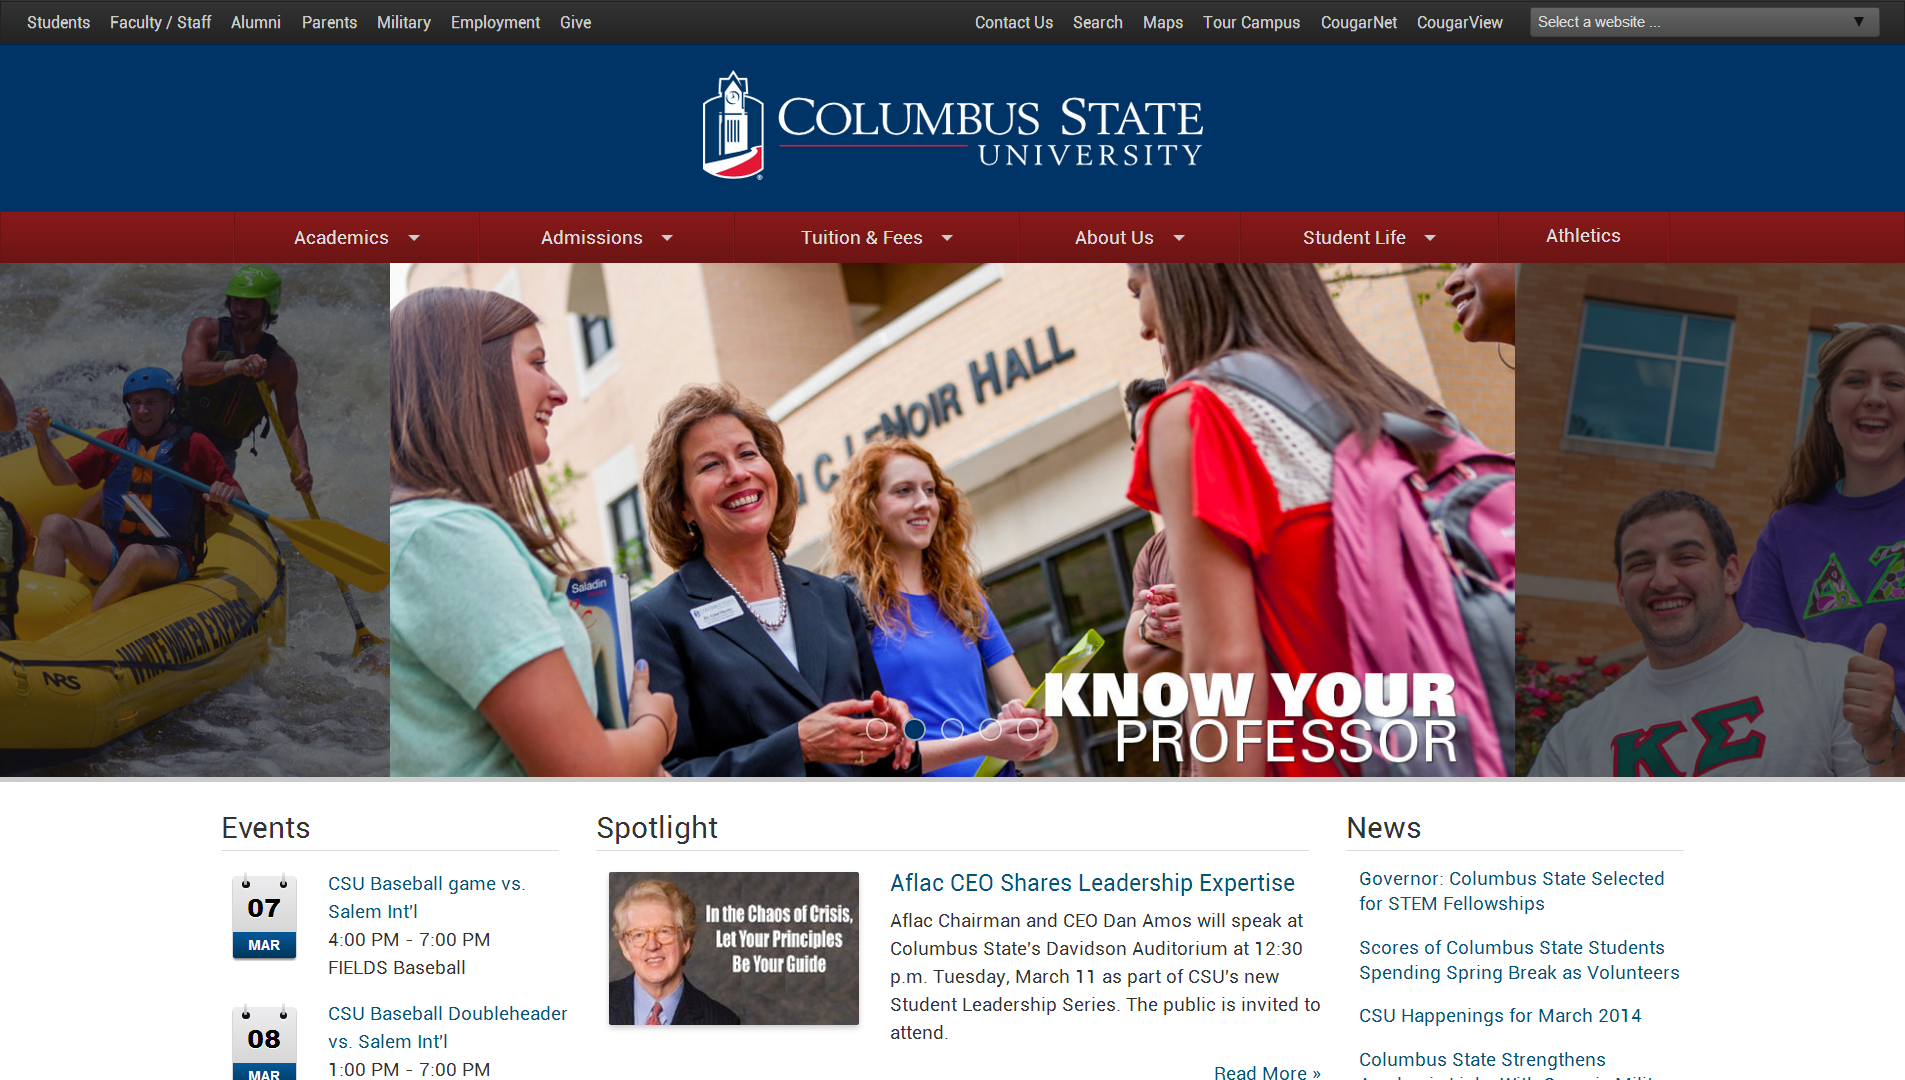 Students Faculty / Staff Alumni Parents Military Employment Give Contact Us Search Maps Tour Campus CougarNet CougarView Select a website ...
COLUMBUS STATE
UNIVERSITY
Academics Admissions Tuition & Fees About Us Student Life Athletics
C. LENOIR HALL
Saladin
WHITEWATER EXPRESS
NRS
ΑΣ
ΚΣ
KNOW YOUR
PROFESSOR
Events
07
MAR
CSU Baseball game vs.
Salem Int'l
4:00 PM - 7:00 PM
FIELDS Baseball
08
MAR
CSU Baseball Doubleheader
vs. Salem Int'l
1:00 PM - 7:00 PM
Spotlight
In the Chaos of Crisis,
Let Your Principles
Be Your Guide
Aflac CEO Shares Leadership Expertise
Aflac Chairman and CEO Dan Amos will speak at
Columbus State's Davidson Auditorium at 12:30
p.m. Tuesday, March 11 as part of CSU's new
Student Leadership Series. The public is invited to
attend.
Read More »
News
Governor: Columbus State Selected
for STEM Fellowships
Scores of Columbus State Students
Spending Spring Break as Volunteers
CSU Happenings for March 2014
Columbus State Strengthens